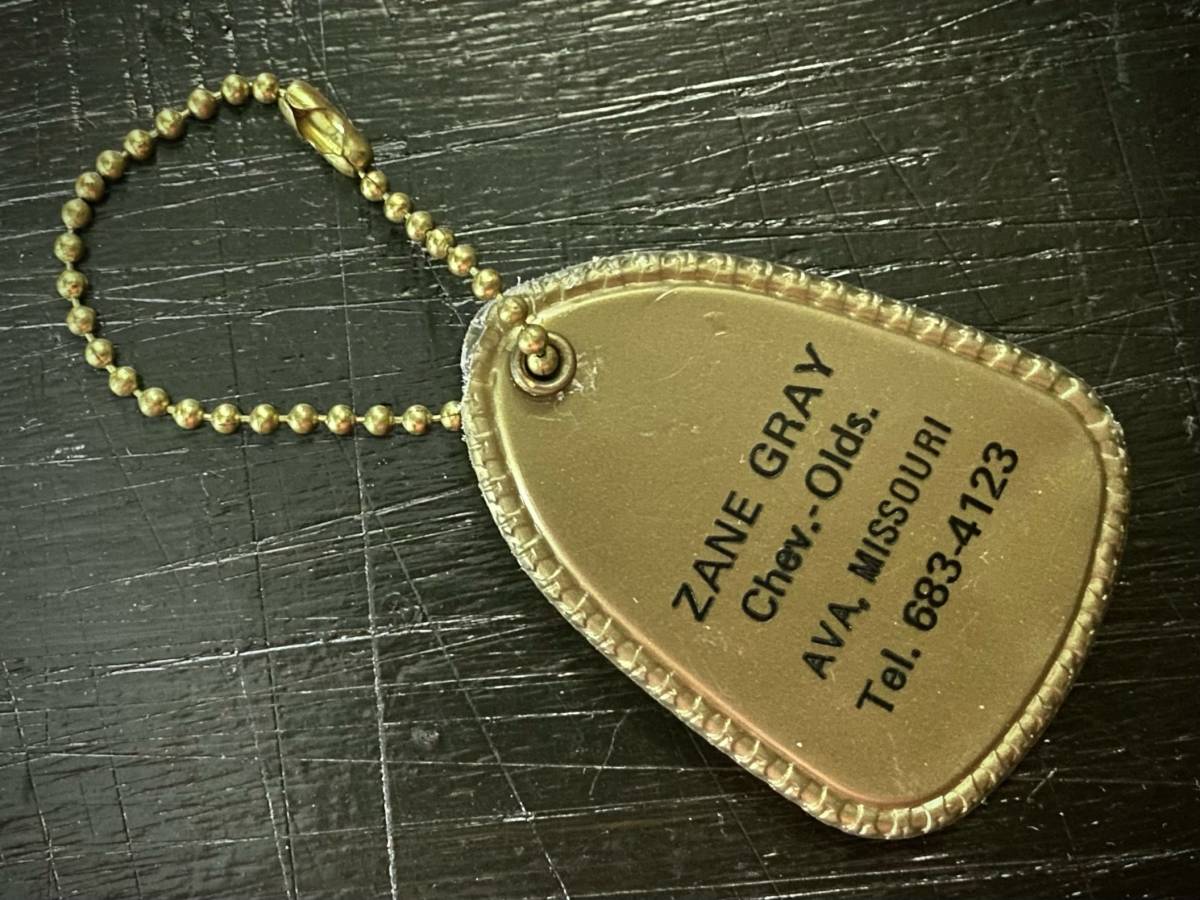 ZANE GRAY
Chev.-Olds.
AVA, MISSOURI
Tel. 683-4123